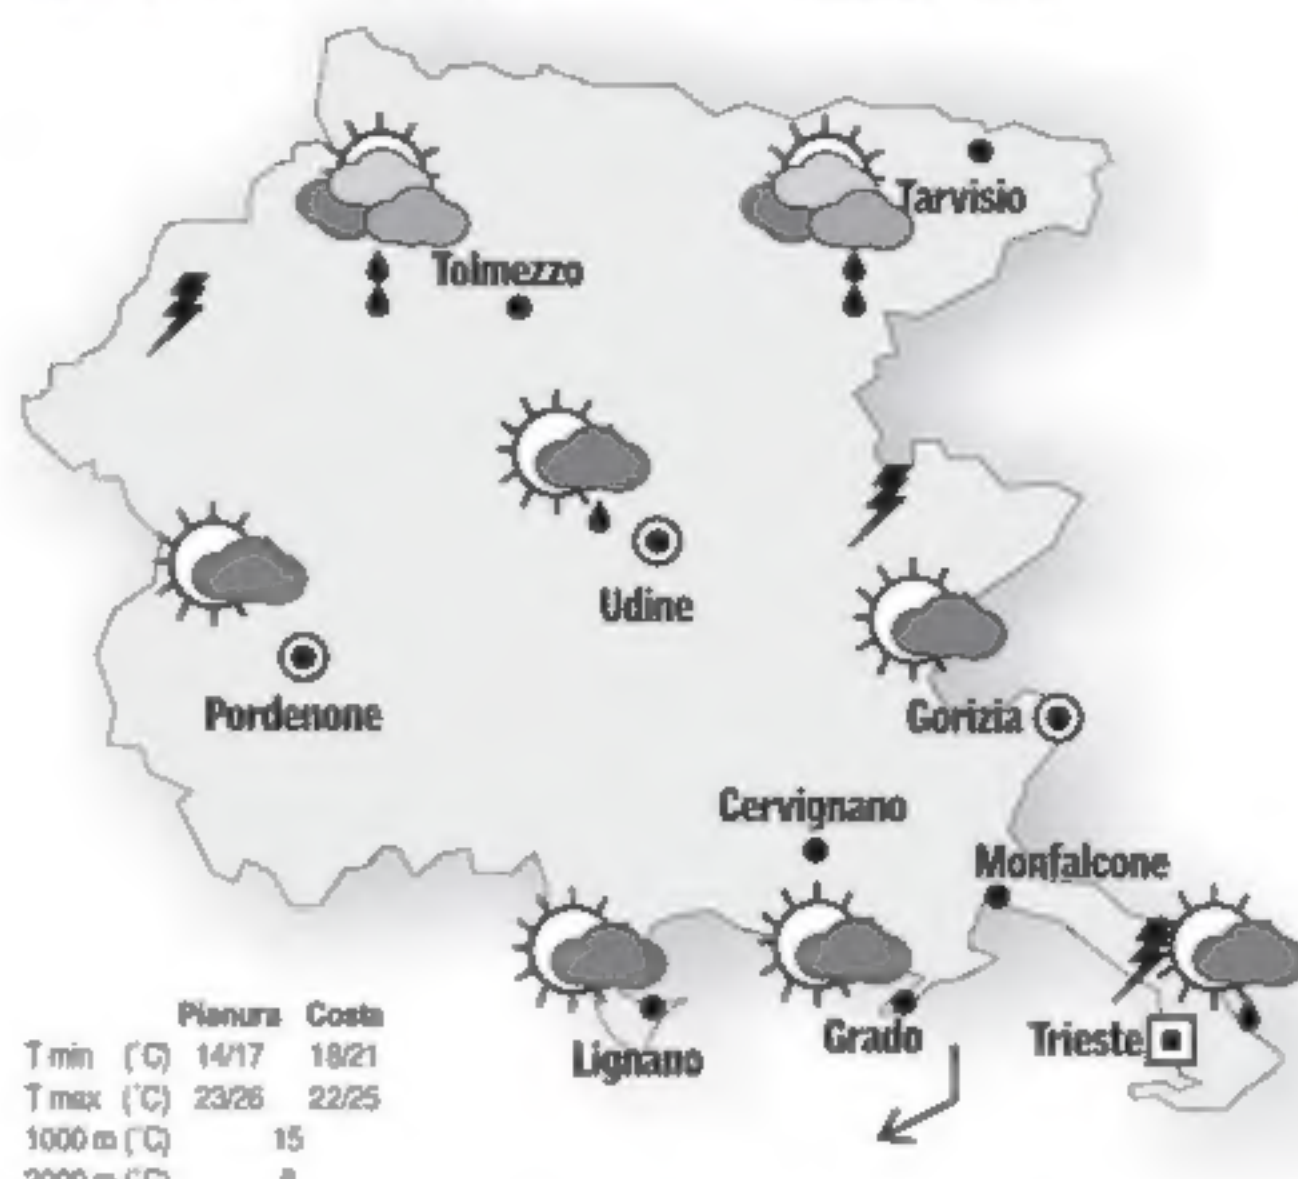 Tarvisio
Tolmezzo
Udine
Pordenone
Gorizia
Cervignano
Monfalcone
Grado
Trieste
Lignano
Pianura Costa
T min (°C) 14/17 18/21
T max (°C) 23/26 22/25
1000 m (°C) 15
2000 m (°C)